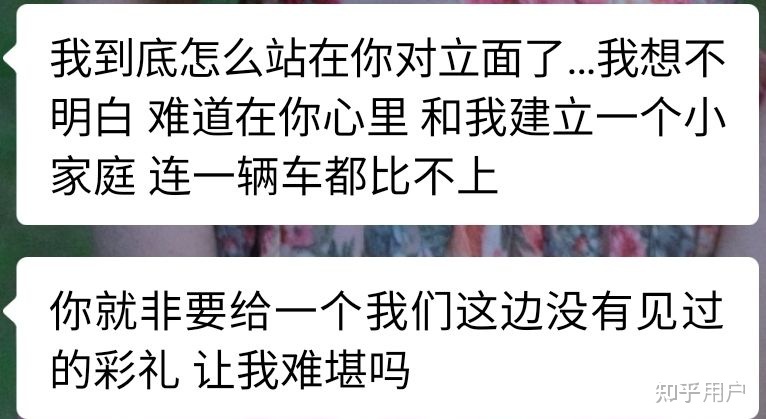 我到底怎么站在你对立面了...我想不
明白 难道在你心里 和我建立一个小
家庭 连一辆车都比不上
你就非要给一个我们这边没有见过
的彩礼 让我难堪吗
知乎用户